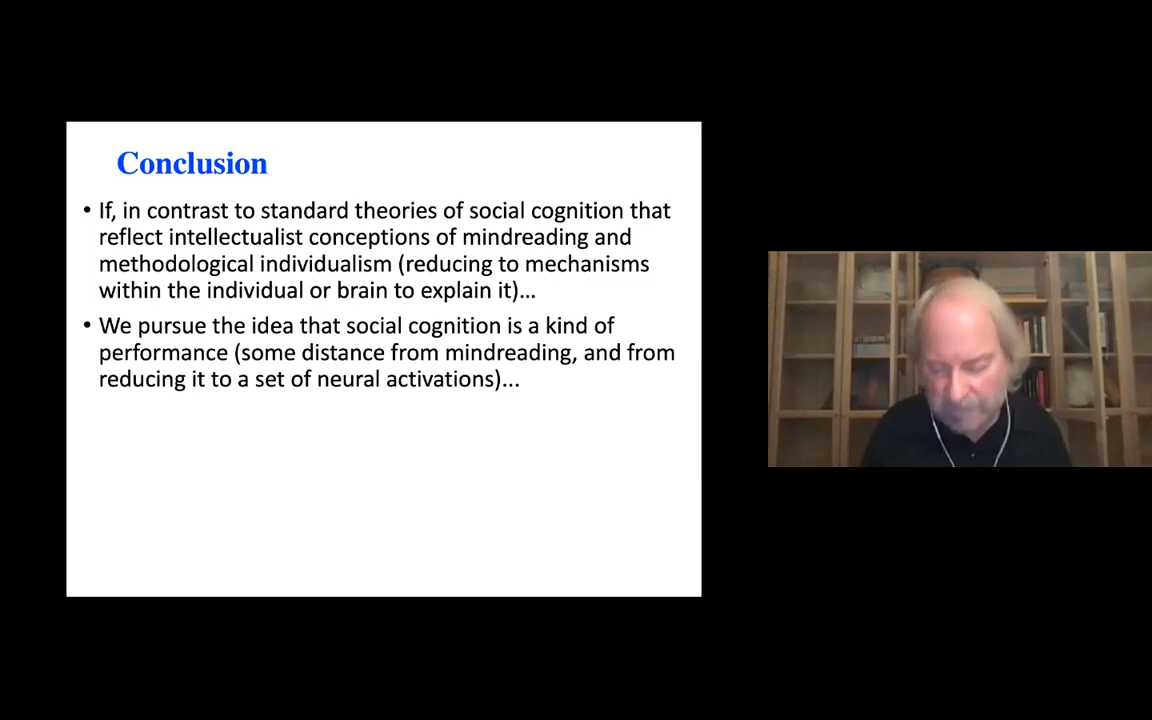 Conclusion
• If, in contrast to standard theories of social cognition that
reflect intellectualist conceptions of mindreading and
methodological individualism (reducing to mechanisms
within the individual or brain to explain it)...
• We pursue the idea that social cognition is a kind of
performance (some distance from mindreading, and from
reducing it to a set of neural activations)...